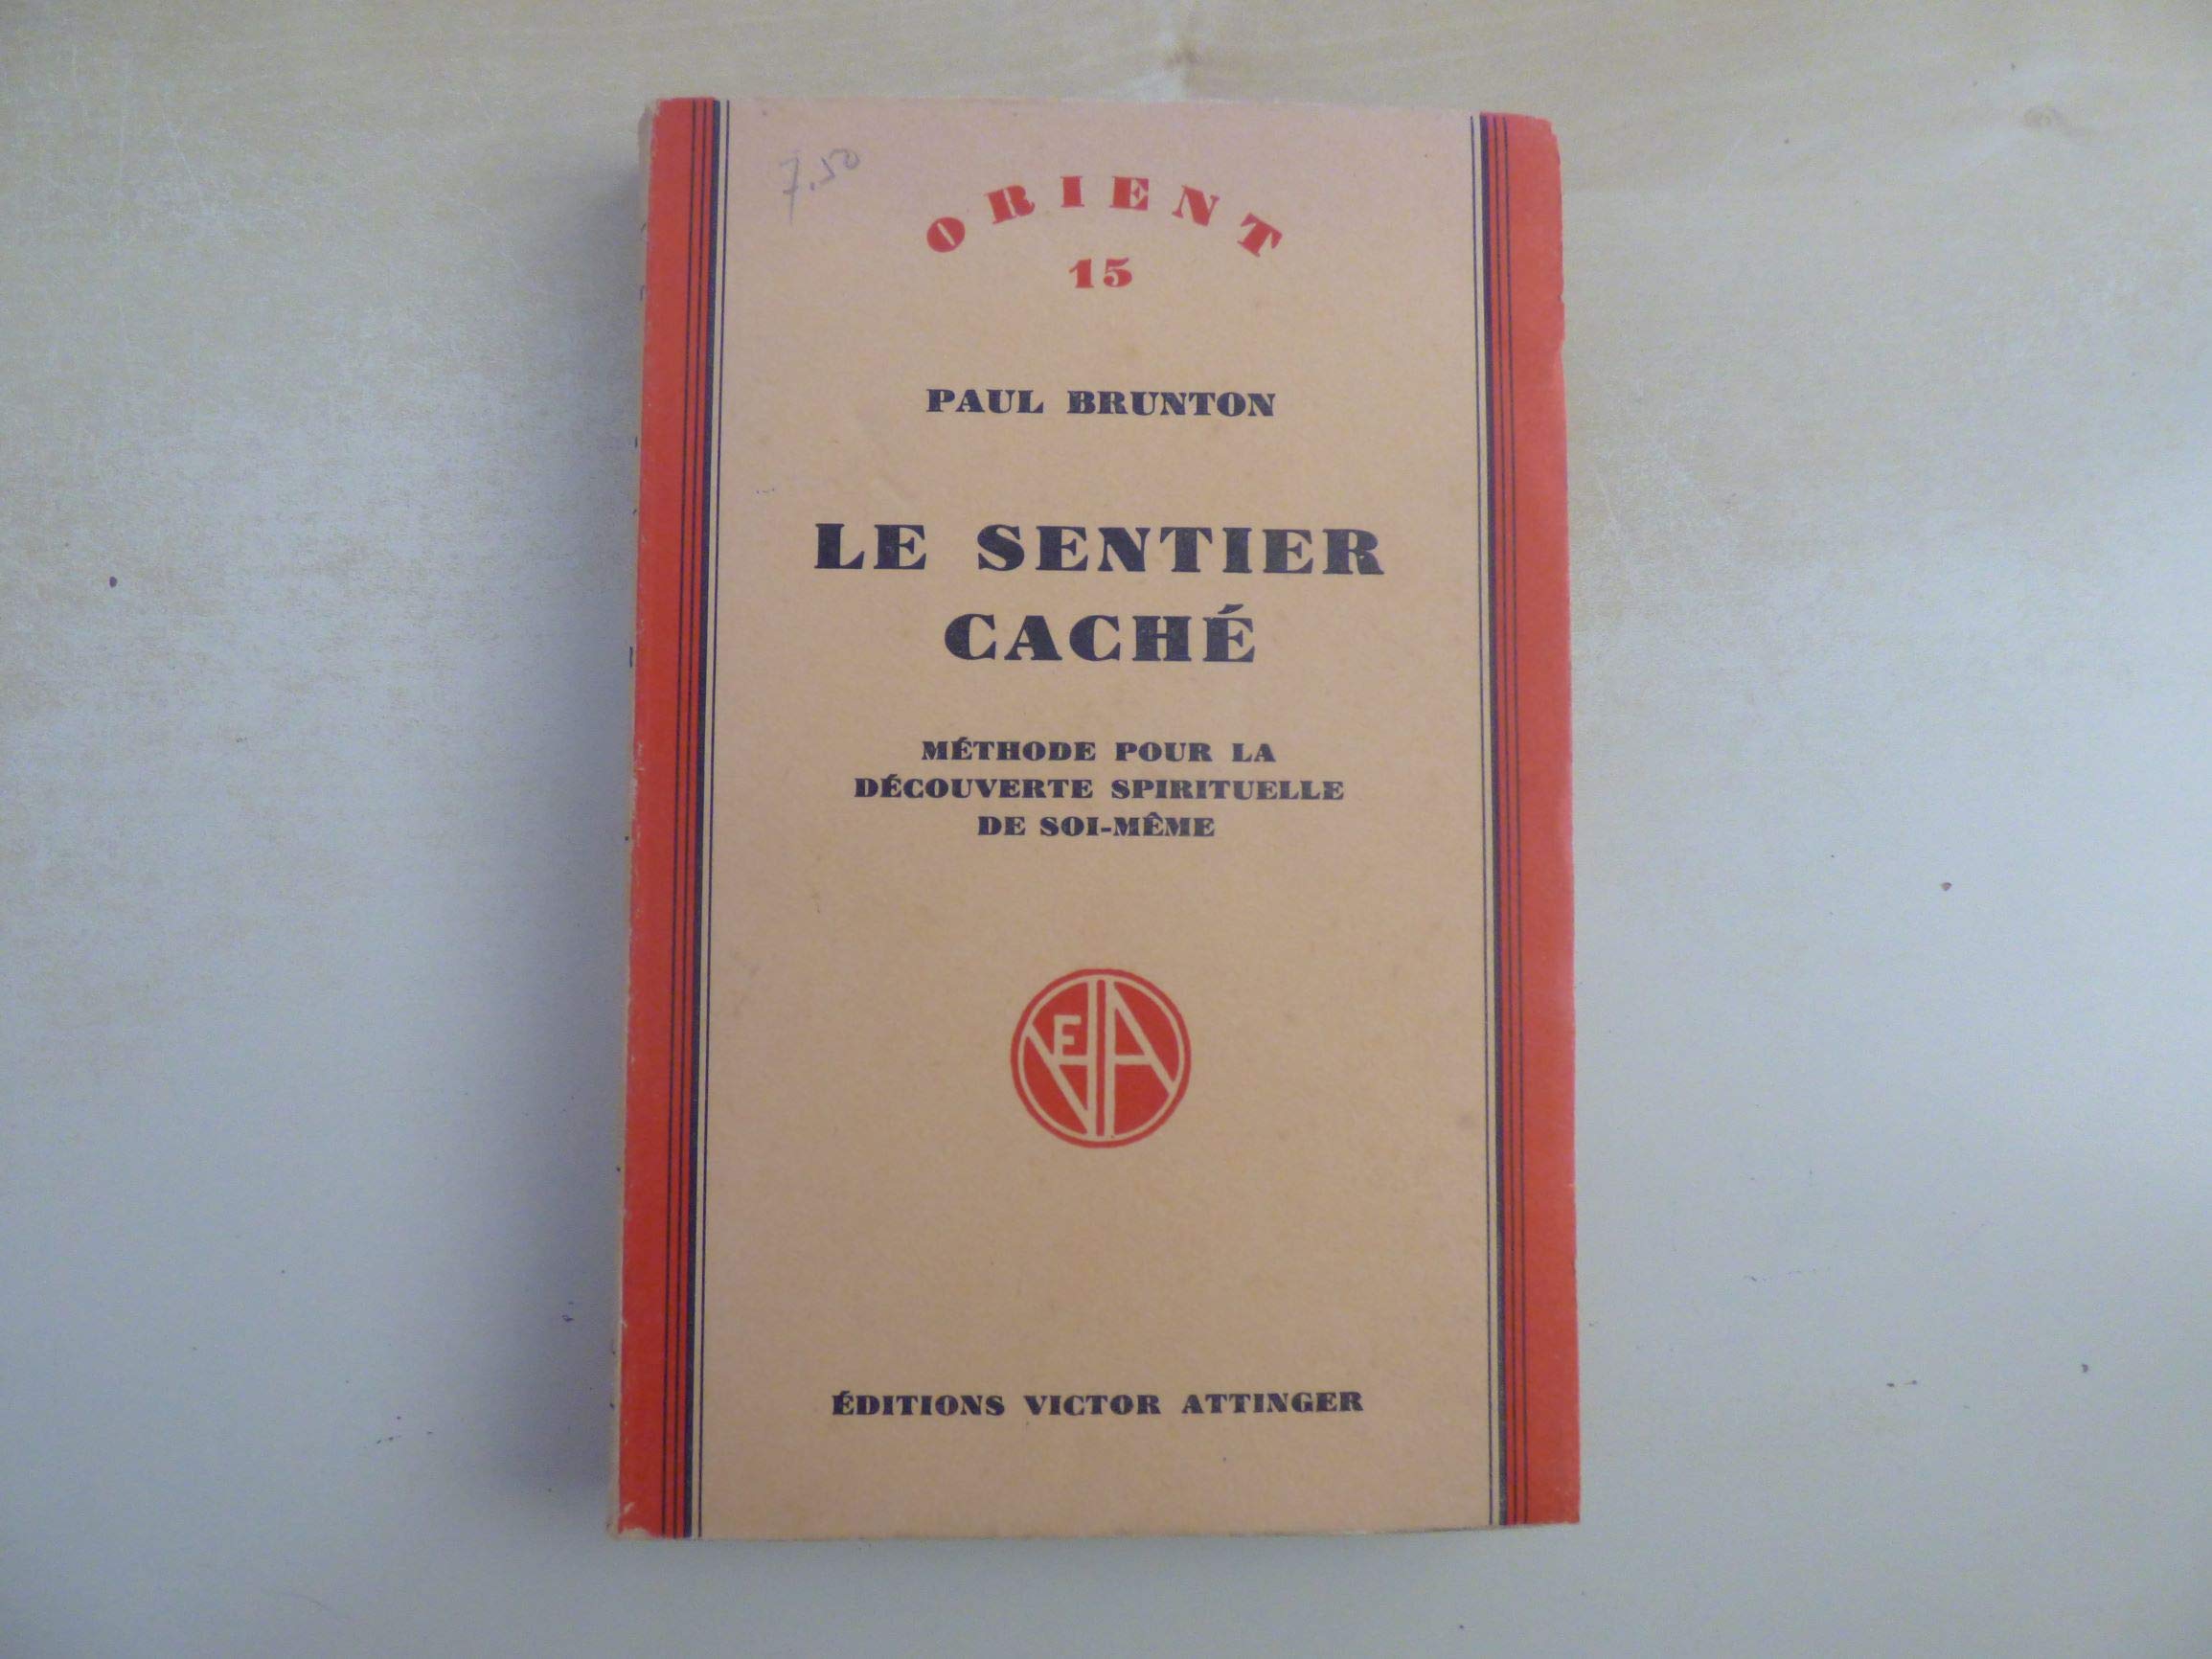 7.50
ORIENT
15
PAUL BRUNTON
LE SENTIER
CACHÉ
MÉTHODE POUR LA
DÉCOUVERTE SPIRITUELLE
DE SOI-MÊME
VEA
ÉDITIONS VICTOR ATTINGER